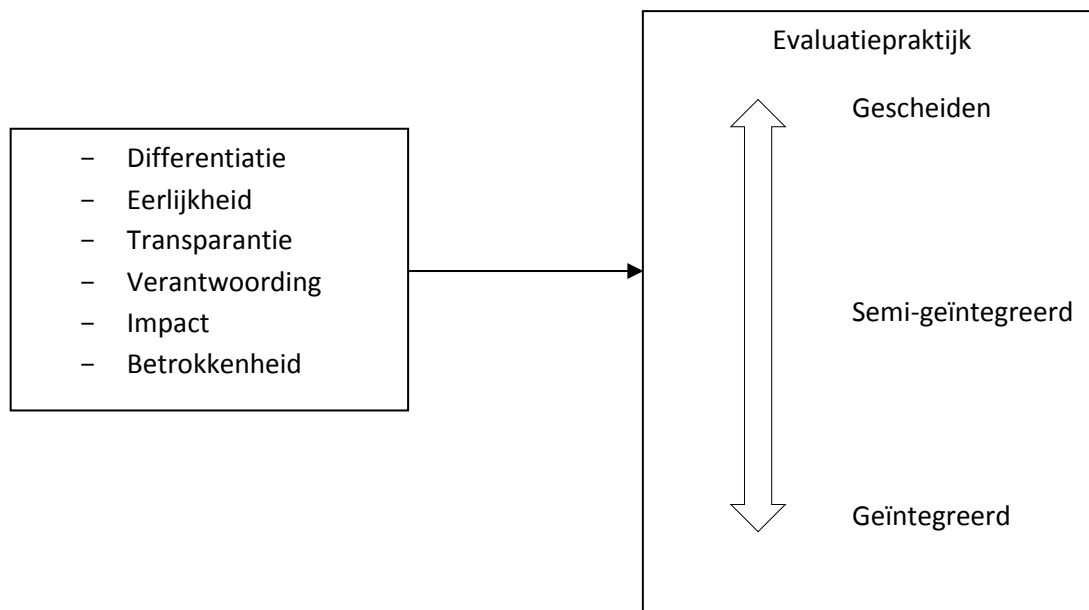 Evaluatiepraktijk
Gescheiden
- Differentiatie
- Eerlijkheid
- Transparantie
- Verantwoording
- Impact
- Betrokkenheid
Semi-geïntegreerd
Geïntegreerd